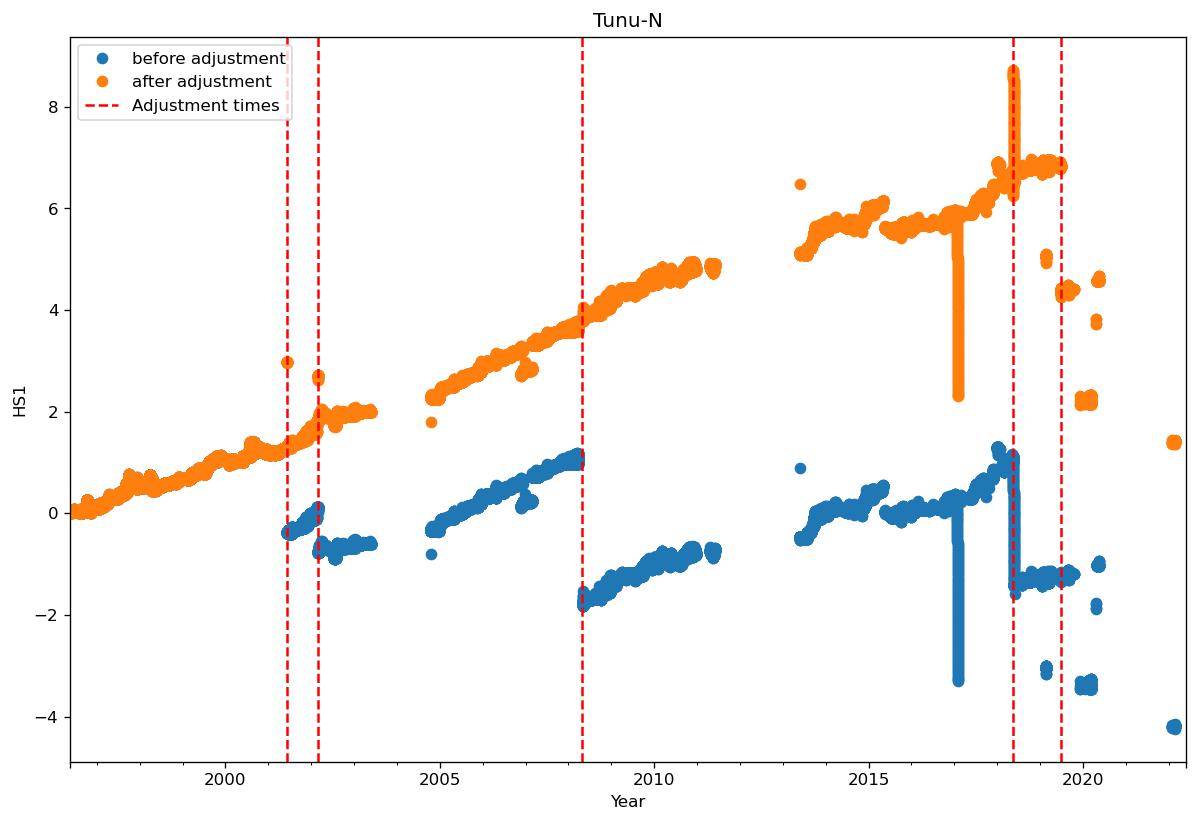 Tunu-N
before adjustment
after adjustment
Adjustment times
HS1
8
6
4
2
0
−2
−4
2000
2005
2010
2015
2020
Year